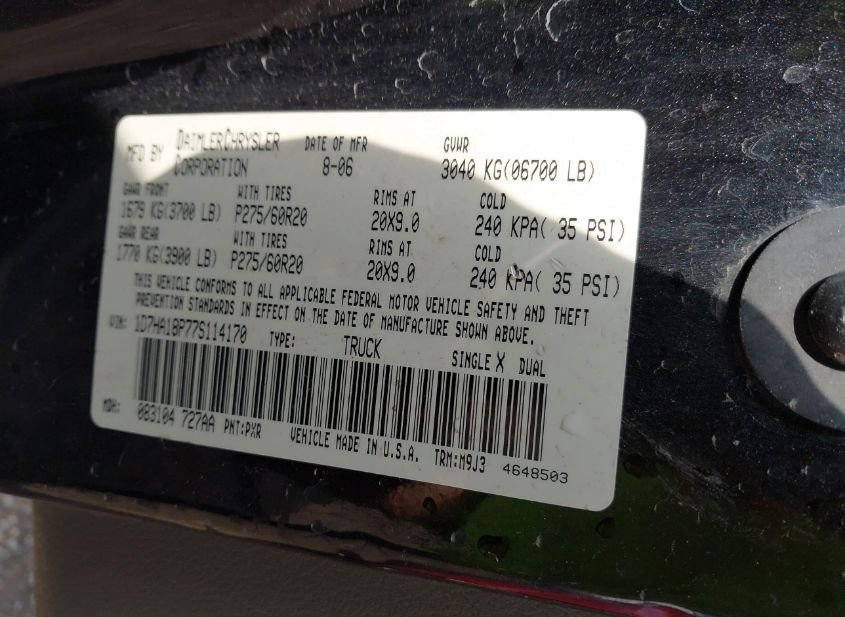 MFD BY DAIMLERCHRYSLER CORPORATION DATE OF MFR 8-06 GVWR 3040 KG(06700 LB)
GAWR FRONT WITH TIRES RIMS AT COLD
1679 KG(3700 LB) P275/60R20 20X9.0 240 KPA( 35 PSI)
GAWR REAR WITH TIRES RIMS AT COLD
1770 KG(3900 LB) P275/60R20 20X9.0 240 KPA( 35 PSI)
THIS VEHICLE CONFORMS TO ALL APPLICABLE FEDERAL MOTOR VEHICLE SAFETY AND THEFT
PREVENTION STANDARDS IN EFFECT ON THE DATE OF MANUFACTURE SHOWN ABOVE.
VIN: 1D7HA18P77S114170 TYPE: TRUCK SINGLE X DUAL
MDH: 083104 727AA PNT:PXR VEHICLE MADE IN U.S.A. TRM:M9J3 4648503